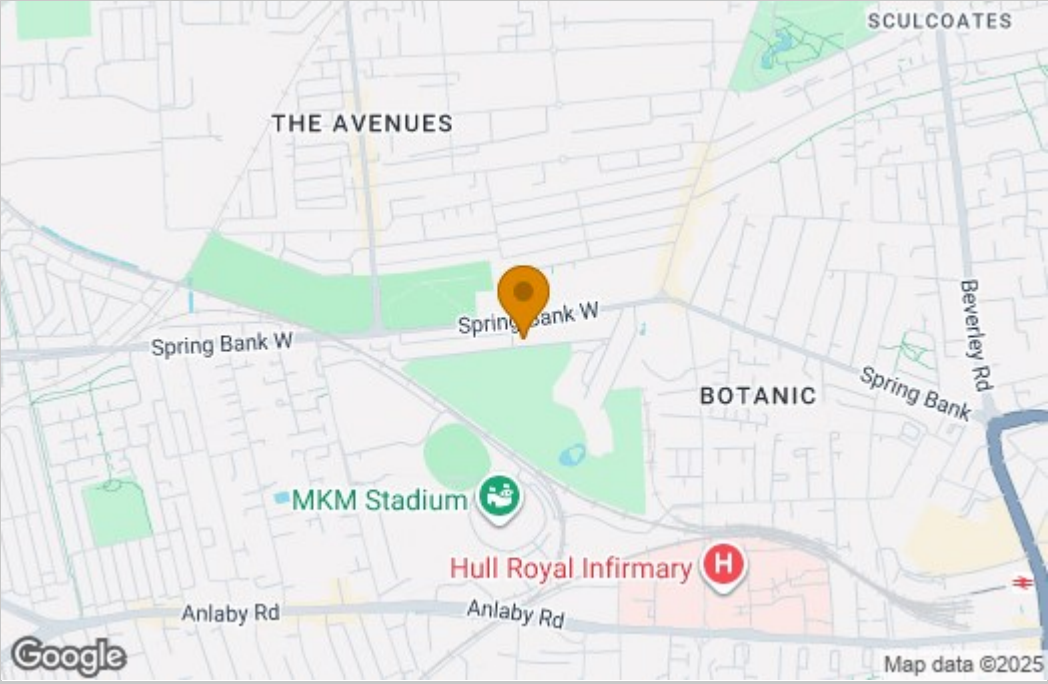 SCULCOATES
THE AVENUES
Spring Bank W
Spring Bank W
Beverley Rd
BOTANIC
Spring Bank
MKM Stadium
Hull Royal Infirmary
H
Anlaby Rd
Anlaby Rd
Google
Map data ©2025